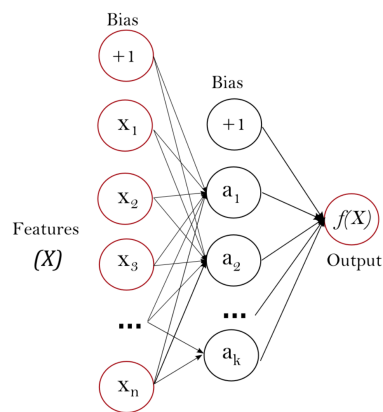 Bias
+1
x1
x2
x3
...
xn
Features
(X)
Bias
+1
a1
a2
...
ak
f(X)
Output